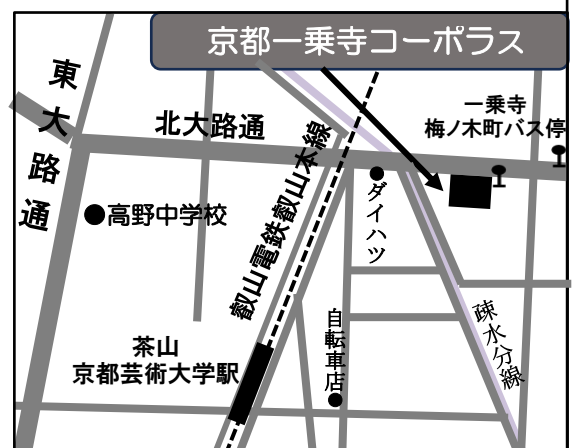 京都一乗寺コーポラス
東大路通
北大路通
一乗寺
梅ノ木町バス停
高野中学校
叡山電鉄叡山本線
ダイハツ
茶山
京都芸術大学駅
自転車店
疎水分線